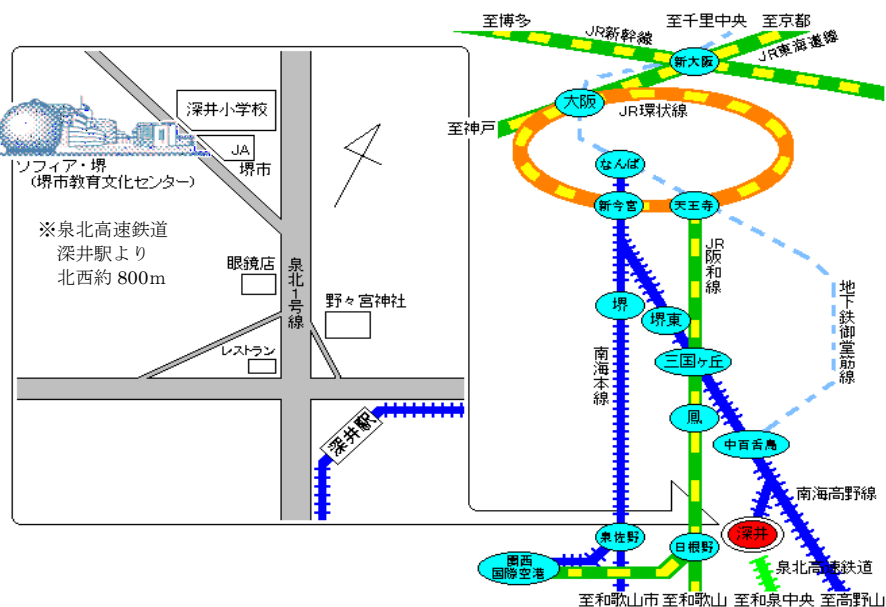 深井小学校
JA
堺市
ソフィア・堺
(堺市教育文化センター)
※泉北高速鉄道
深井駅より
北西約 800m
眼鏡店
泉北1号線
野々宮神社
レストラン
深井駅
至博多
至千里中央
至京都
JR新幹線
JR東海道線
新大阪
大阪
JR環状線
至神戸
なんば
新今宮
天王寺
JR阪和線
地下鉄御堂筋線
堺
堺東
三国ヶ丘
南海本線
鳳
中百舌鳥
南海高野線
深井
泉佐野
日根野
関西
国際空港
泉北高速鉄道
至和歌山市
至和歌山
至和泉中央
至高野山